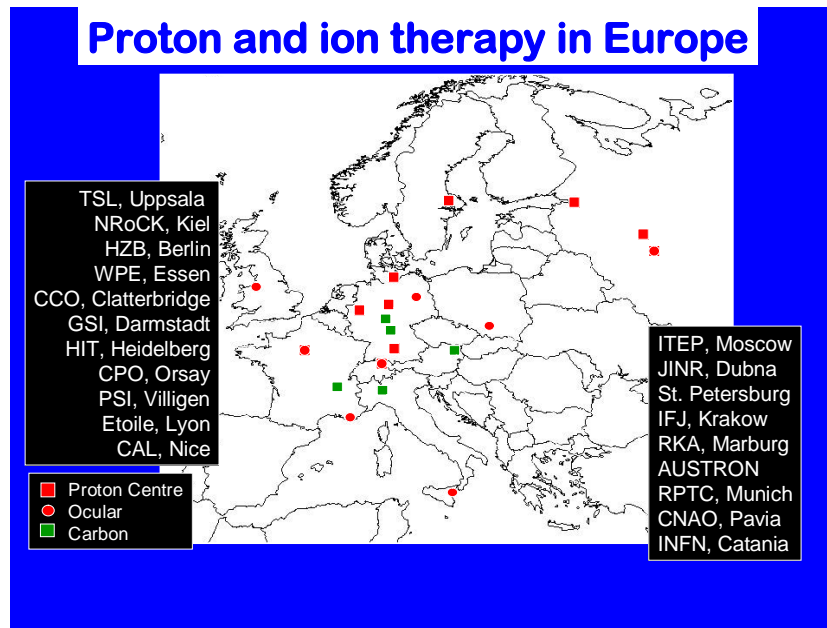 Proton and ion therapy in Europe
TSL, Uppsala
NRoCK, Kiel
HZB, Berlin
WPE, Essen
CCO, Clatterbridge
GSI, Darmstadt
HIT, Heidelberg
CPO, Orsay
PSI, Villigen
Etoile, Lyon
CAL, Nice
Proton Centre
Ocular
Carbon
ITEP, Moscow
JINR, Dubna
St. Petersburg
IFJ, Krakow
RKA, Marburg
AUSTRON
RPTC, Munich
CNAO, Pavia
INFN, Catania